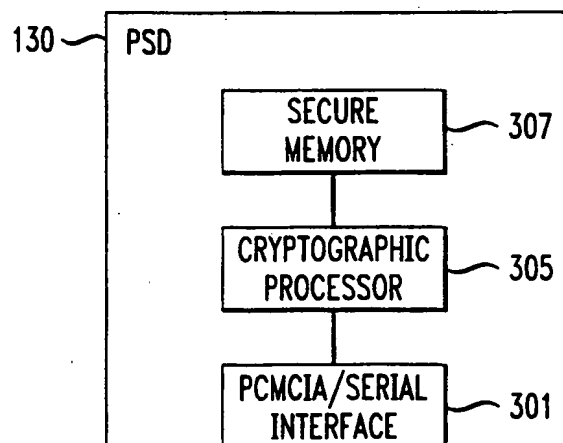 130 PSD
SECURE
MEMORY
307
CRYPTOGRAPHIC
PROCESSOR
305
PCMCIA/SERIAL
INTERFACE
301